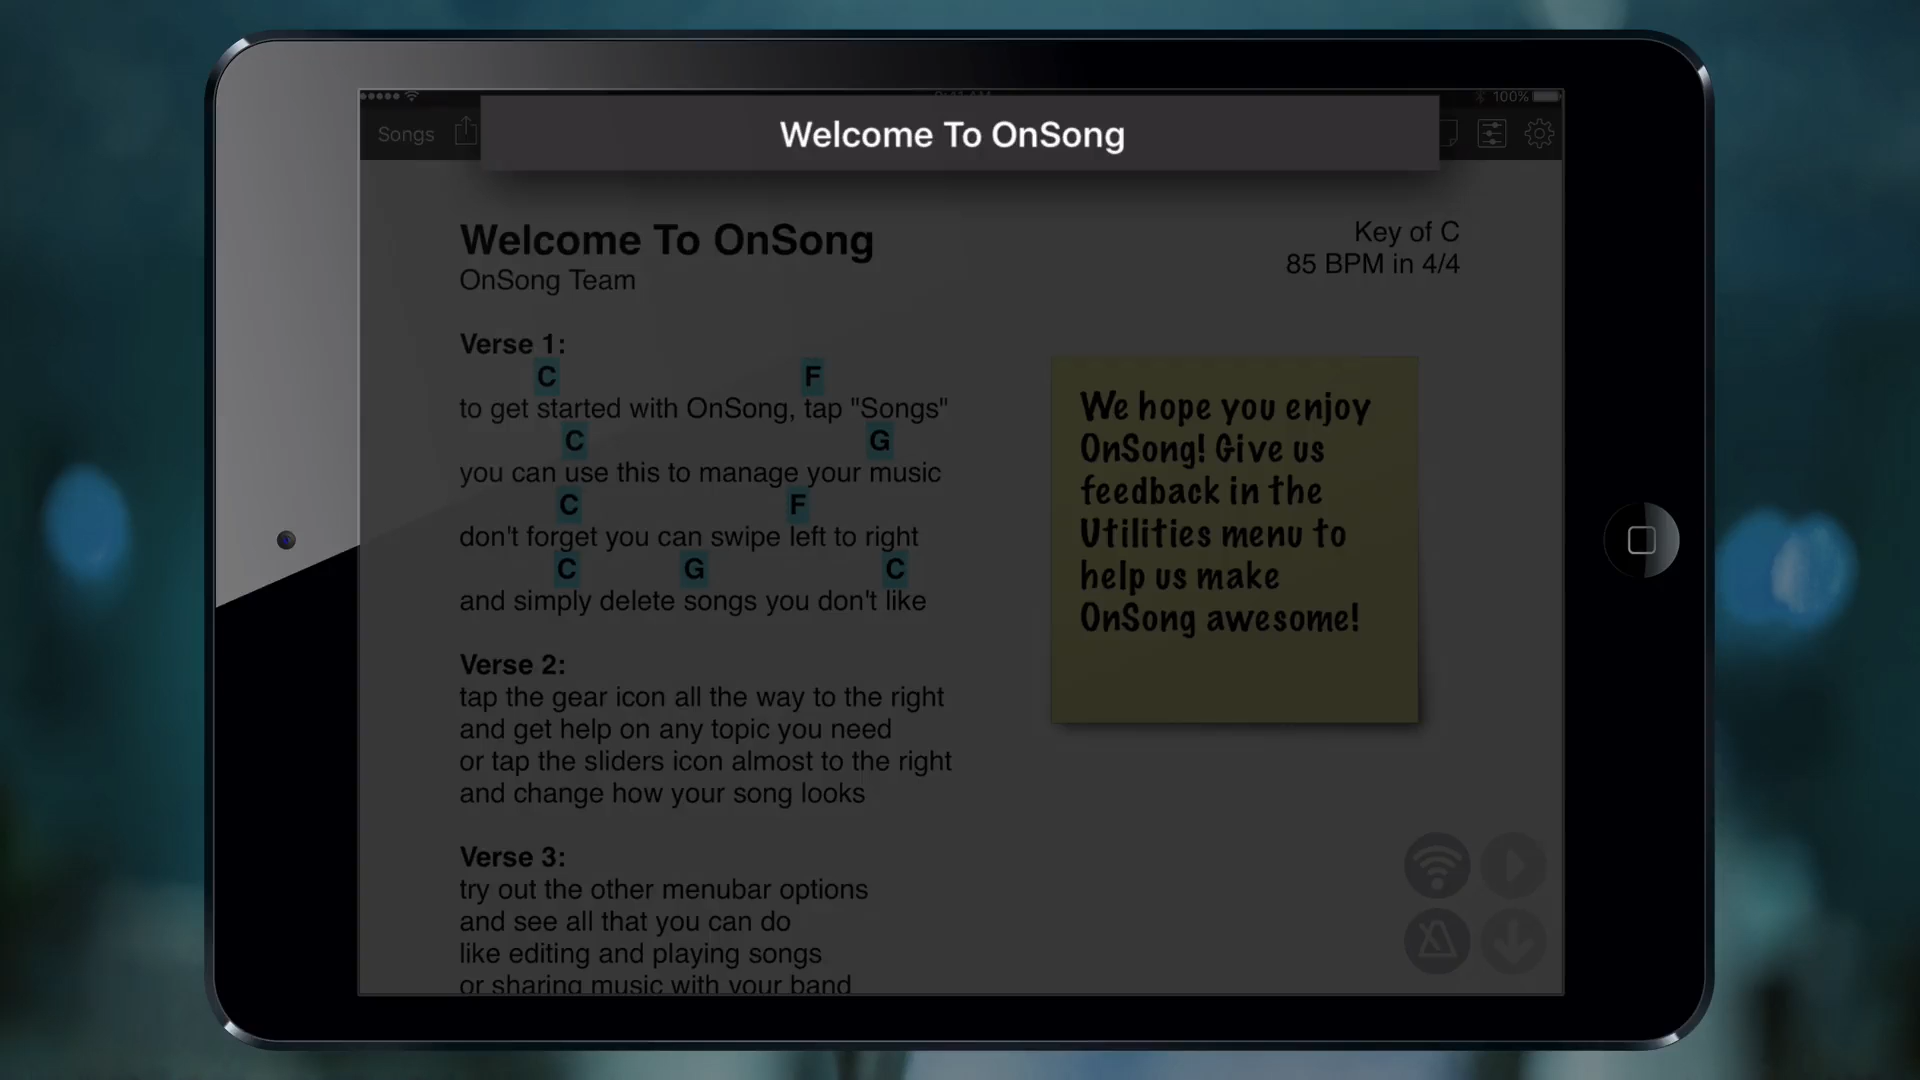 100%
Songs
Welcome To OnSong
Welcome To OnSong
OnSong Team
Key of C
85 BPM in 4/4
Verse 1:
C F
to get started with OnSong, tap "Songs"
C G
you can use this to manage your music
C F
don't forget you can swipe left to right
C G C
and simply delete songs you don't like
Verse 2:
tap the gear icon all the way to the right
and get help on any topic you need
or tap the sliders icon almost to the right
and change how your song looks
Verse 3:
try out the other menubar options
and see all that you can do
like editing and playing songs
or sharing music with your band
We hope you enjoy
OnSong! Give us
feedback in the
Utilities menu to
help us make
OnSong awesome!